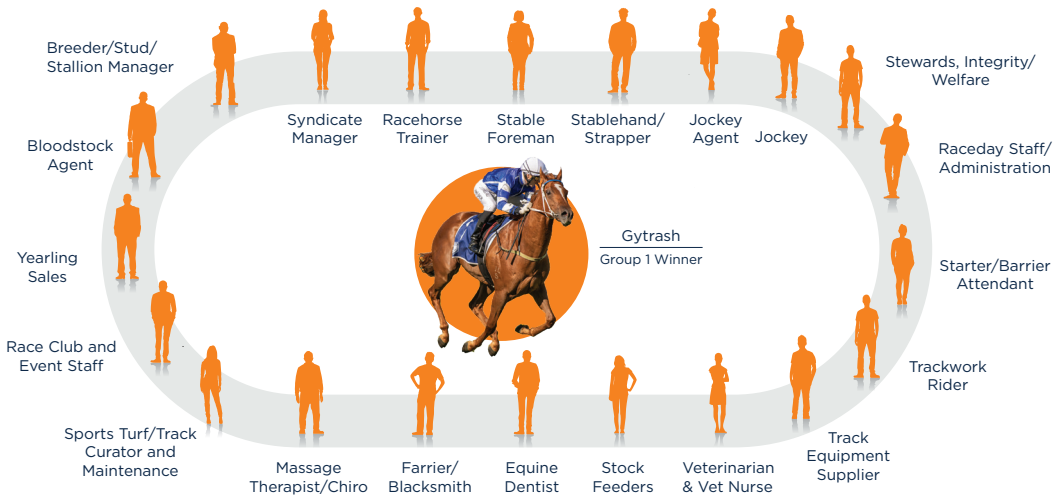 Breeder/Stud/
Stallion Manager
Syndicate
Manager
Racehorse
Trainer
Stable
Foreman
Stablehand/
Strapper
Jockey
Agent
Jockey
Stewards, Integrity/
Welfare
Raceday Staff/
Administration
Starter/Barrier
Attendant
Trackwork
Rider
Track
Equipment
Supplier
Veterinarian
& Vet Nurse
Stock
Feeders
Equine
Dentist
Farrier/
Blacksmith
Massage
Therapist/Chiro
Sports Turf/Track
Curator and
Maintenance
Race Club and
Event Staff
Yearling
Sales
Bloodstock
Agent
Gytrash
Group 1 Winner